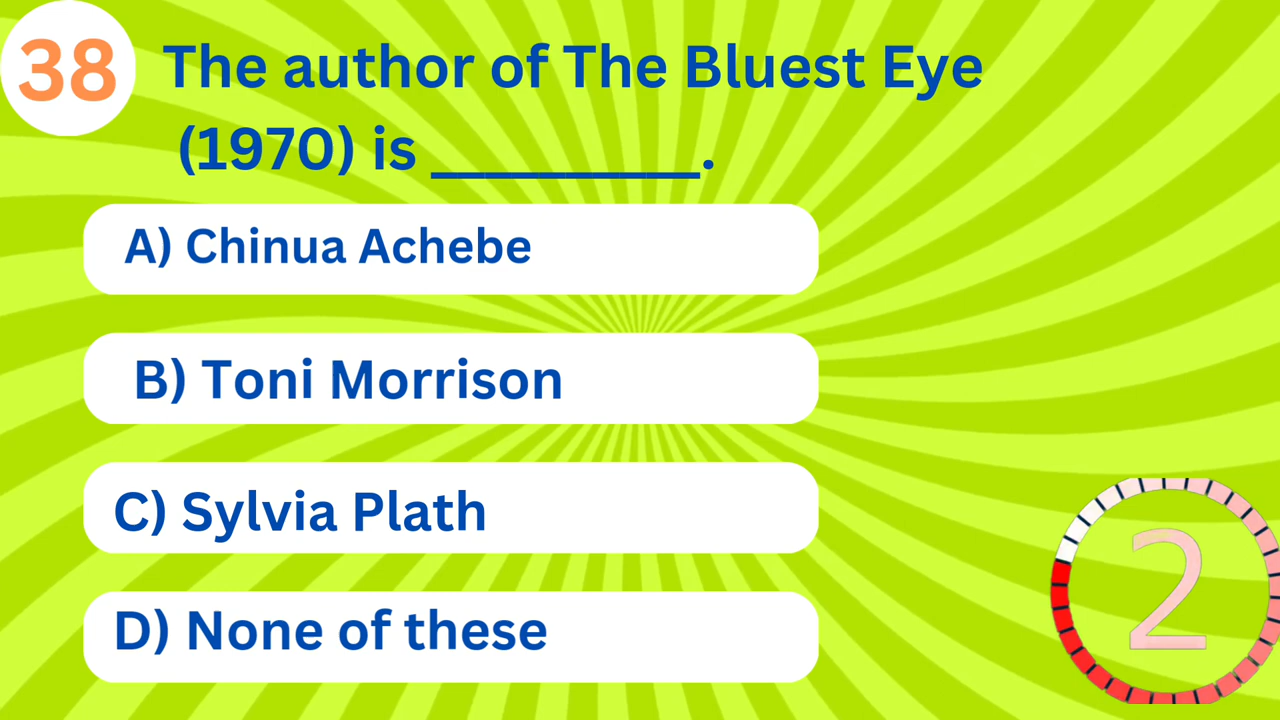 38
The author of The Bluest Eye
(1970) is __________.
A) Chinua Achebe
B) Toni Morrison
C) Sylvia Plath
D) None of these
2